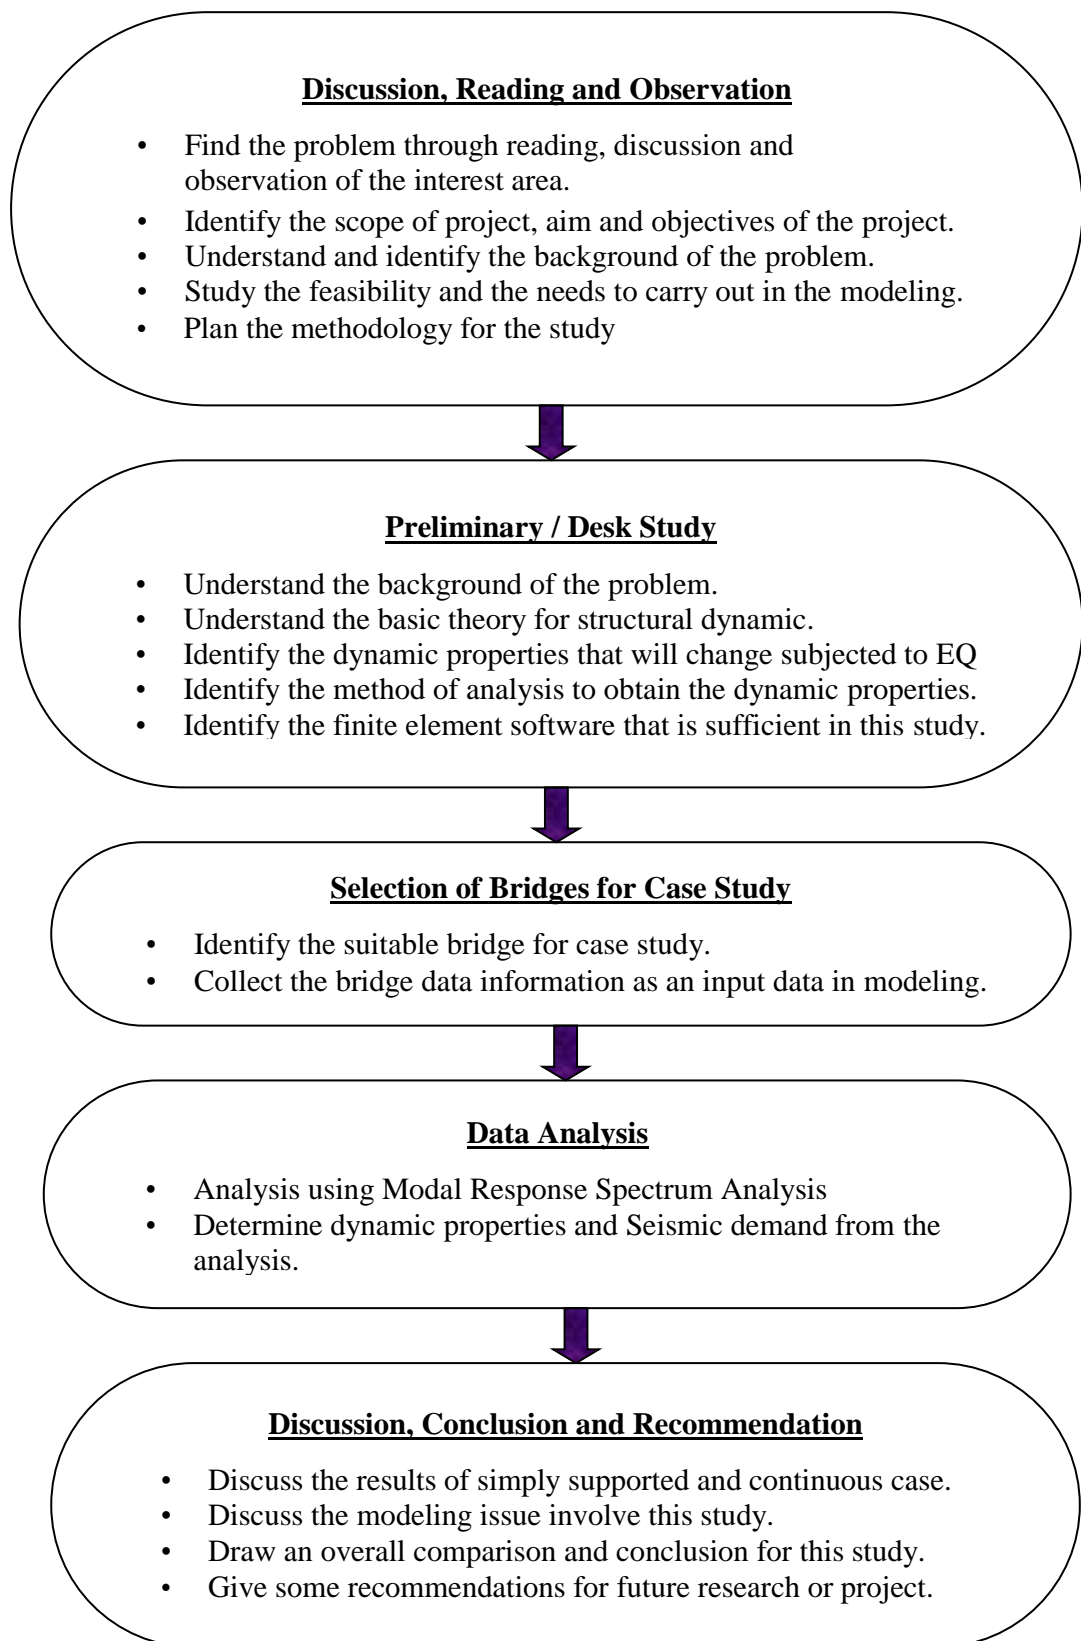 Discussion, Reading and Observation
• Find the problem through reading, discussion and
observation of the interest area.
• Identify the scope of project, aim and objectives of the project.
• Understand and identify the background of the problem.
• Study the feasibility and the needs to carry out in the modeling.
• Plan the methodology for the study
Preliminary / Desk Study
• Understand the background of the problem.
• Understand the basic theory for structural dynamic.
• Identify the dynamic properties that will change subjected to EQ
• Identify the method of analysis to obtain the dynamic properties.
• Identify the finite element software that is sufficient in this study.
Selection of Bridges for Case Study
• Identify the suitable bridge for case study.
• Collect the bridge data information as an input data in modeling.
Data Analysis
• Analysis using Modal Response Spectrum Analysis
• Determine dynamic properties and Seismic demand from the
analysis.
Discussion, Conclusion and Recommendation
• Discuss the results of simply supported and continuous case.
• Discuss the modeling issue involve this study.
• Draw an overall comparison and conclusion for this study.
• Give some recommendations for future research or project.